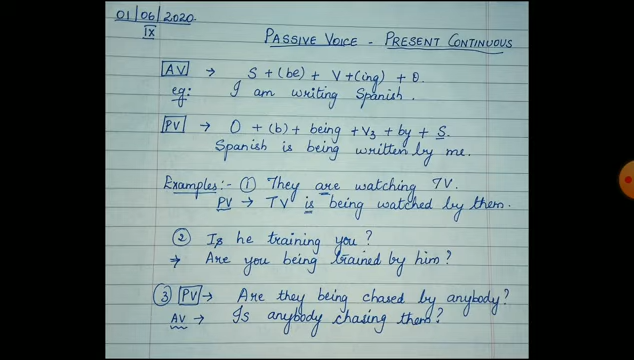 01/06/2020
IX
PASSIVE VOICE - PRESENT CONTINUOUS
AV → S + (be) + V + (ing) + O.
eg: I am writing Spanish.
PV → O + (b) + being + V3 + by + S.
Spanish is being written by me.
Examples:- ① They are watching TV.
PV → TV is being watched by them.
② Is he training you?
⇒ Are you being trained by him?
③ PV → Are they being chased by anybody?
AV → Is anybody chasing them?